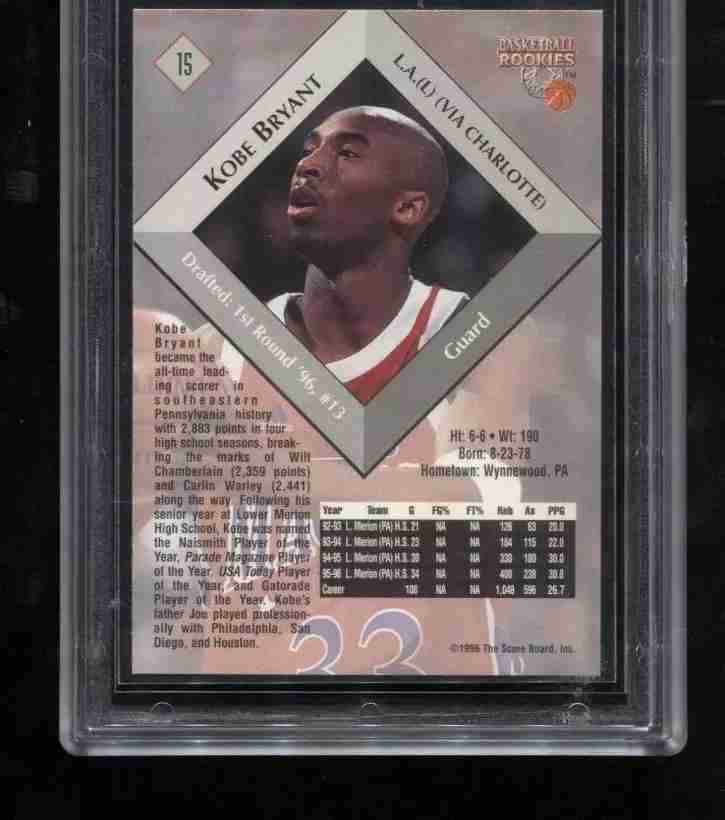 15
BASKETBALL
ROOKIES
TM
KOBE BRYANT
L.A.(L) (VIA CHARLOTTE)
Drafted: 1st Round '96, #13
Guard
Kobe
Bryant
became the
all-time lead-
ing scorer in
southeastern
Pennsylvania history
with 2,883 points in four
high school seasons, break-
ing the marks of Wilt
Chamberlain (2,359 points)
and Carlin Warley (2,441)
along the way. Following his
senior year at Lower Merion
High School, Kobe was named
the Naismith Player of the
Year, Parade Magazine Player
of the Year, USA Today Player
of the Year, and Gatorade
Player of the Year. Kobe's
father Joe played profession-
ally with Philadelphia, San
Diego, and Houston.
Ht: 6-6 • Wt: 190
Born: 8-23-78
Hometown: Wynnewood, PA
Year Team G FG% FT% Reb As PPG
92-93 L. Merion (PA) H.S. 21 NA NA 126 63 20.0
93-94 L. Merion (PA) H.S. 23 NA NA 184 115 22.0
94-95 L. Merion (PA) H.S. 30 NA NA 330 180 30.0
95-96 L. Merion (PA) H.S. 34 NA NA 408 238 30.8
Career 108 NA NA 1,048 596 26.7
©1996 The Score Board, Inc.
33